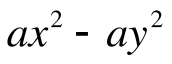 ax² - ay²